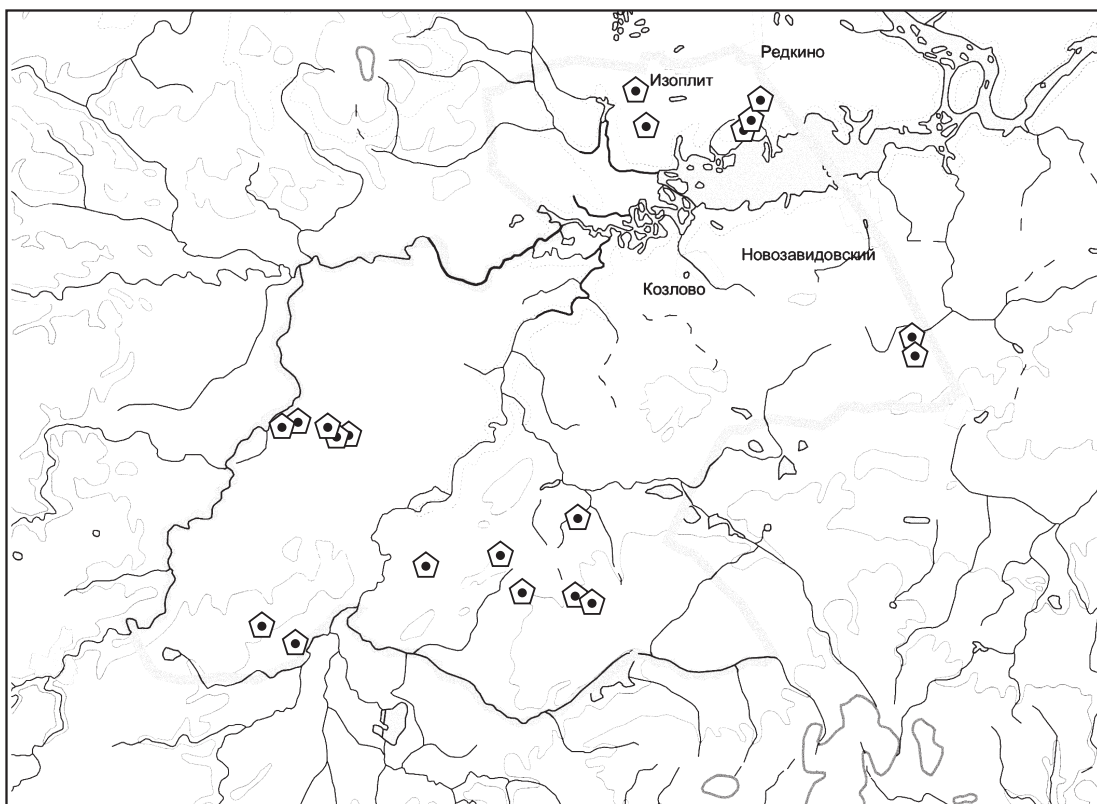 Редкино
Изоплит
Новозавидовский
Козлово